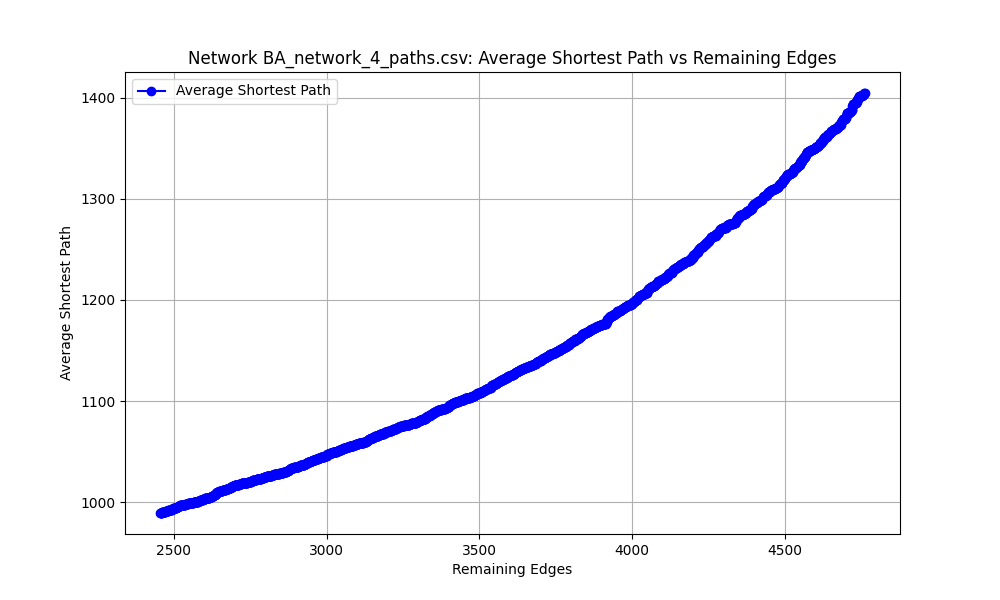 Network BA_network_4_paths.csv: Average Shortest Path vs Remaining Edges
Average Shortest Path
1400
1300
1200
1100
1000
Average Shortest Path
2500 3000 3500 4000 4500
Remaining Edges